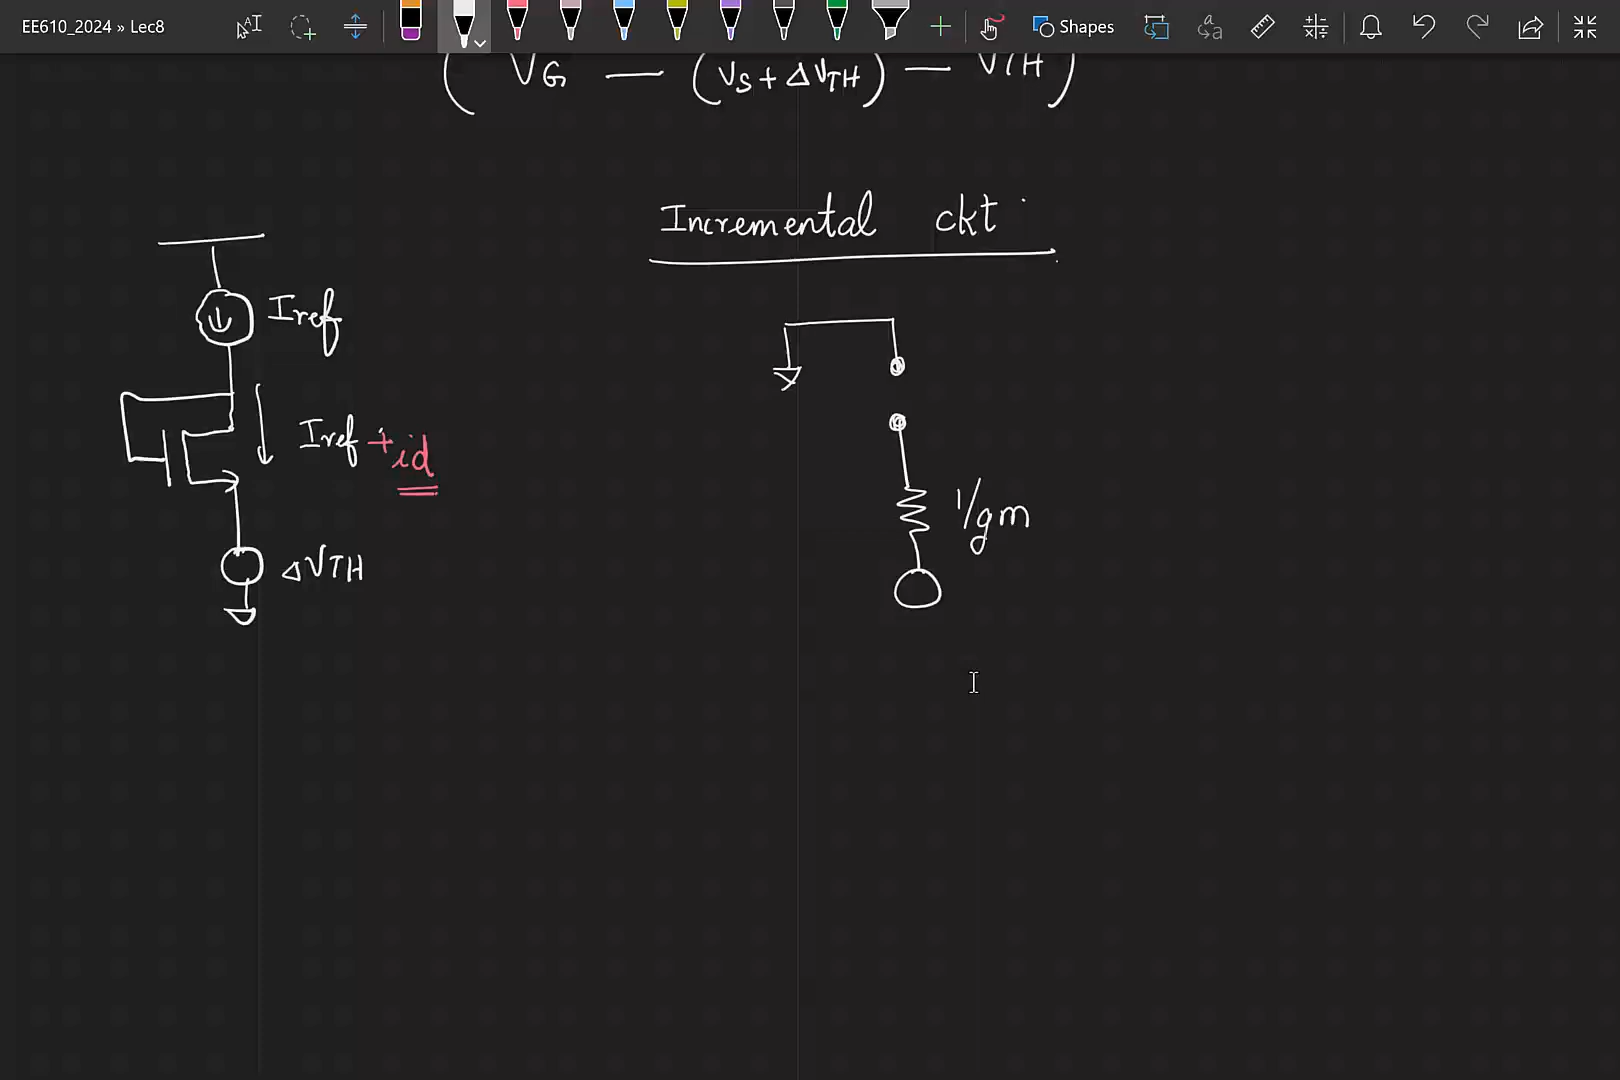 EE610_2024 » Lec8
Shapes
( VG — (VS + ΔVTH) — VTH )
Incremental ckt
Iref
Iref + id
1/gm
ΔVTH